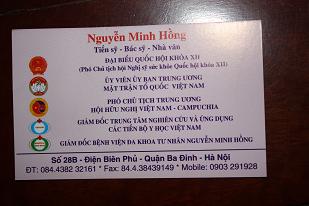 Nguyễn Minh Hồng
Tiến sỹ - Bác sỹ - Nhà văn
ĐẠI BIỂU QUỐC HỘI KHÓA XII
(Phó Chủ tịch hội Nghị sỹ sức khỏe Quốc hội khóa XII)
ỦY VIÊN ỦY BAN TRUNG ƯƠNG
MẶT TRẬN TỔ QUỐC VIỆT NAM
PHÓ CHỦ TỊCH TRUNG ƯƠNG
HỘI HỮU NGHỊ VIỆT NAM - CAMPUCHIA
GIÁM ĐỐC TRUNG TÂM NGHIÊN CỨU VÀ ỨNG DỤNG
CÁC TIẾN BỘ Y HỌC VIỆT NAM
GIÁM ĐỐC BỆNH VIỆN ĐA KHOA TƯ NHÂN NGUYỄN MINH HỒNG
Số 28B - Điện Biên Phủ - Quận Ba Đình - Hà Nội
ĐT: 084.4382 32161 * Fax: 84.4.38439149 * Mobile: 0903 291928